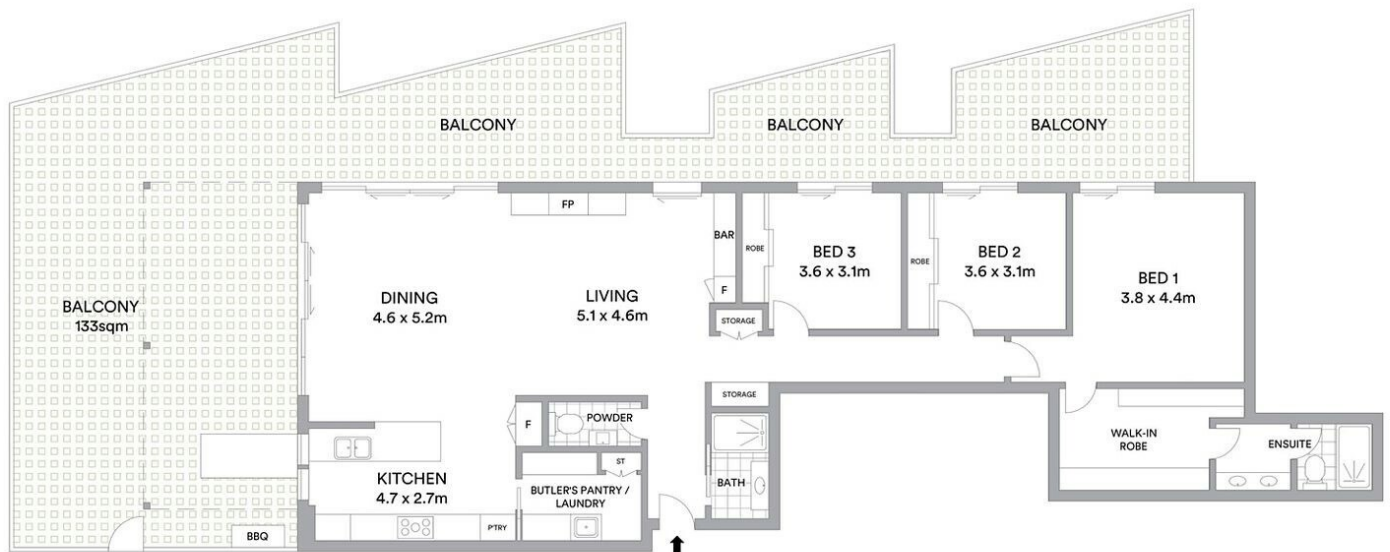 BALCONY
BALCONY
BALCONY
BALCONY
133sqm
DINING
4.6 x 5.2m
FP
LIVING
5.1 x 4.6m
BAR
F
STORAGE
ROBE
BED 3
3.6 x 3.1m
ROBE
BED 2
3.6 x 3.1m
BED 1
3.8 x 4.4m
STORAGE
F
POWDER
KITCHEN
4.7 x 2.7m
P'TRY
ST
BUTLER'S PANTRY /
LAUNDRY
BATH
WALK-IN
ROBE
ENSUITE
BBQ